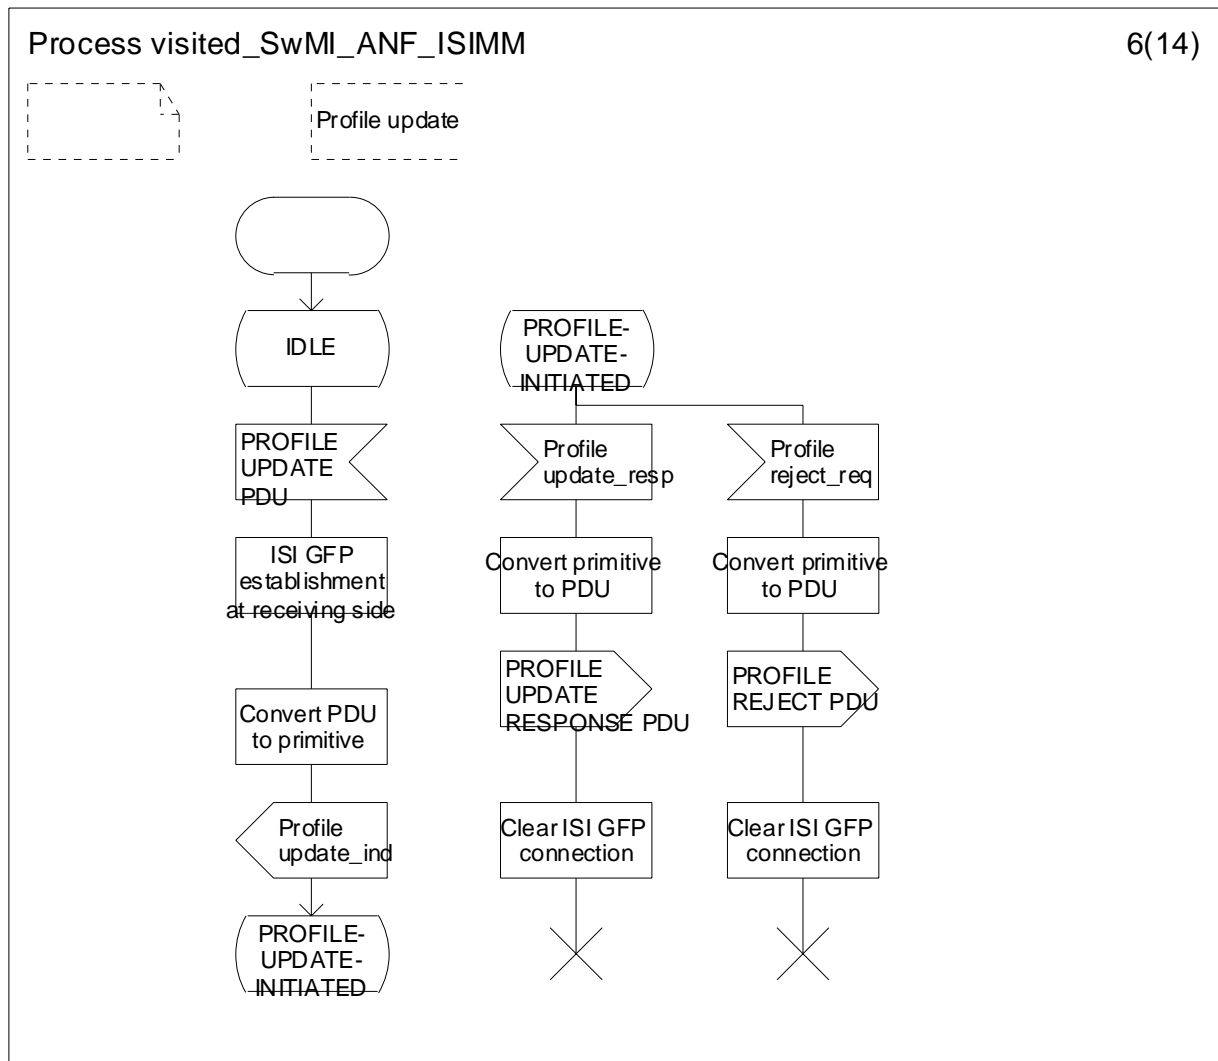 Process visited_SwMI_ANF_ISIMM
6(14)
Profile update
IDLE
PROFILE
UPDATE
PDU
ISI GFP
establishment
at receiving side
Convert PDU
to primitive
Profile
update_ind
PROFILE-
UPDATE-
INITIATED
PROFILE-
UPDATE-
INITIATED
Profile
update_resp
Convert primitive
to PDU
PROFILE
UPDATE
RESPONSE PDU
Clear ISI GFP
connection
Profile
reject_req
Convert primitive
to PDU
PROFILE
REJECT PDU
Clear ISI GFP
connection